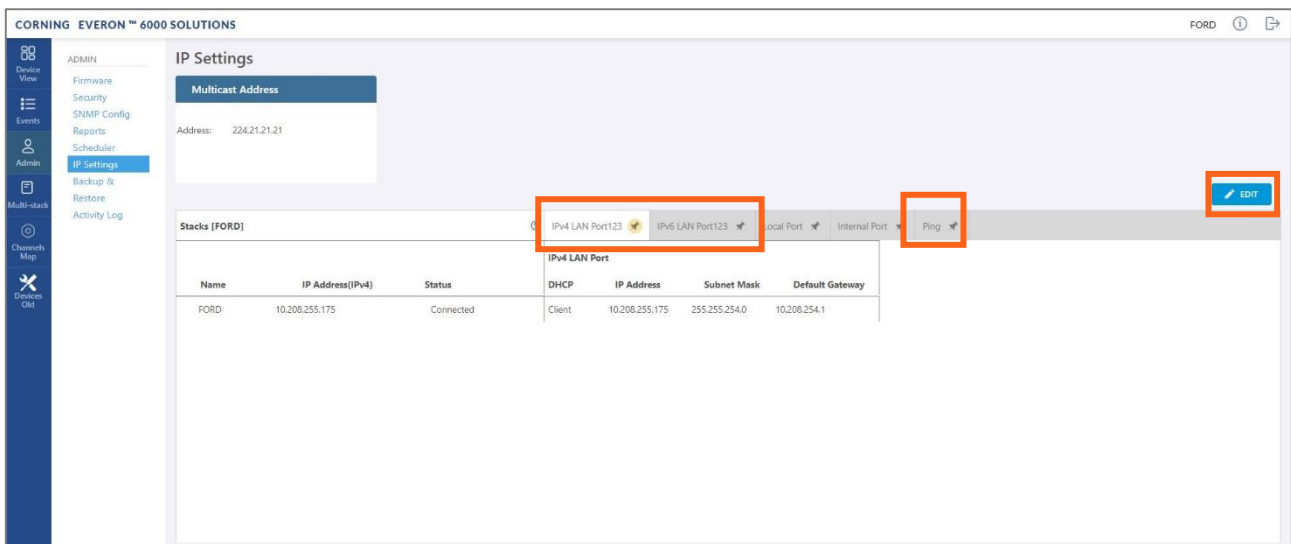 CORNING EVERON ™ 6000 SOLUTIONS
FORD
Device
View
Events
Admin
Multi-stack
Channels
Map
Devices
Old
ADMIN
Firmware
Security
SNMP Config
Reports
Scheduler
IP Settings
Backup &
Restore
Activity Log
IP Settings
Multicast Address
Address: 224.21.21.21
EDIT
Stacks [FORD]
IPv4 LAN Port123 IPv6 LAN Port123 Local Port Internal Port Ping
IPv4 LAN Port
Name IP Address(IPv4) Status DHCP IP Address Subnet Mask Default Gateway
FORD 10.208.255.175 Connected Client 10.208.255.175 255.255.254.0 10.208.254.1